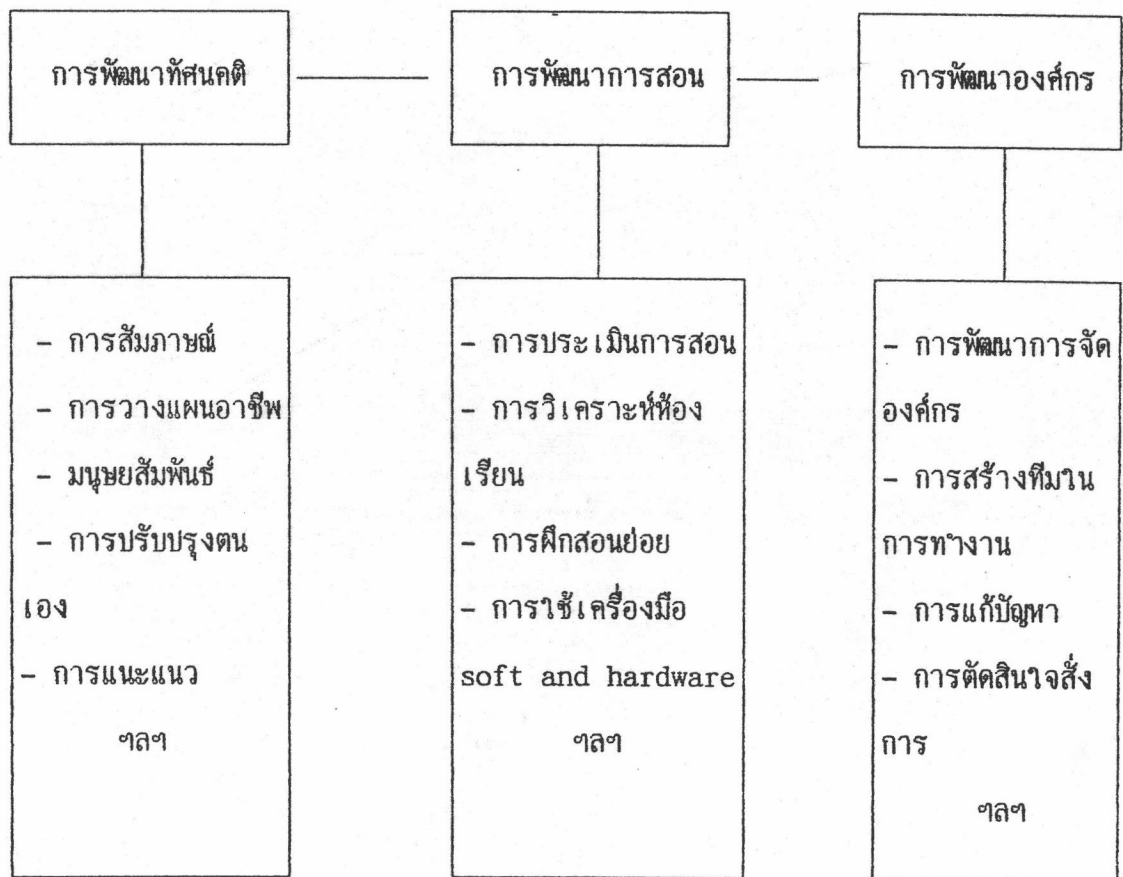 การพัฒนาทัศนคติ
การพัฒนาการสอน
การพัฒนาองค์กร
- การสัมภาษณ์
- การวางแผนอาชีพ
- มนุษยสัมพันธ์
- การปรับปรุงตน
เอง
- การแนะแนว
ฯลฯ
- การประเมินการสอน
- การวิเคราะห์ห้อง
เรียน
- การฝึกสอนย่อย
- การใช้เครื่องมือ
soft and hardware
ฯลฯ
- การพัฒนาการจัด
องค์กร
- การสร้างทีมใน
การทำงาน
- การแก้ปัญหา
- การตัดสินใจสั่ง
การ
ฯลฯ